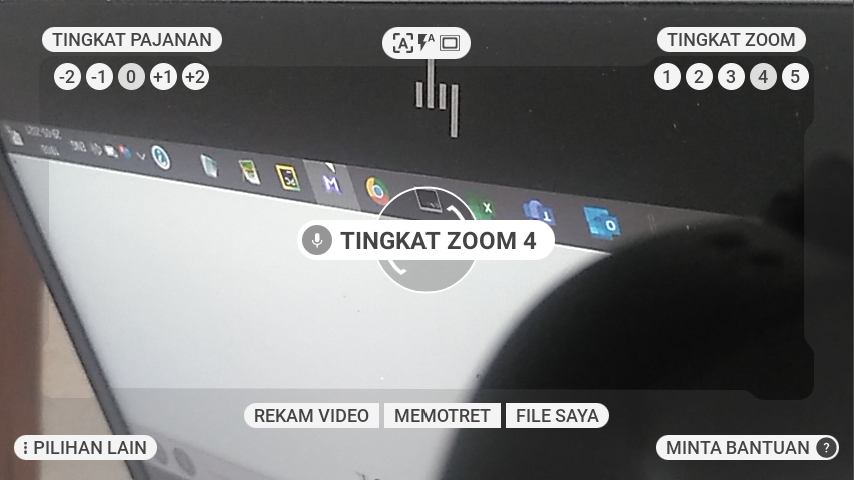 TINGKAT PAJANAN
-2 -1 0 +1 +2
A A
TINGKAT ZOOM
1 2 3 4 5
ENG
TINGKAT ZOOM 4
REKAM VIDEO MEMOTRET FILE SAYA
PILIHAN LAIN
MINTA BANTUAN ?